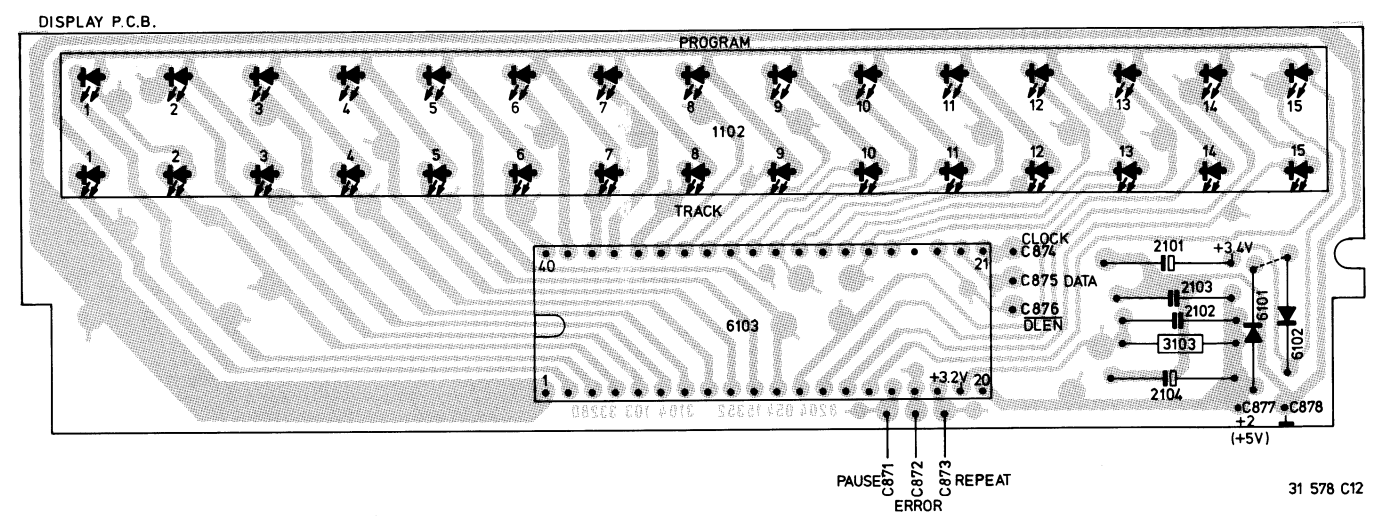 DISPLAY P.C.B.
PROGRAM
1 2 3 4 5 6 7 8 9 10 11 12 13 14 15
1102
1 2 3 4 5 6 7 8 9 10 11 12 13 14 15
TRACK
40 21
CLOCK
C874
C875 DATA
C876
DLEN
2101 +3,4V
2103
2102
6101
3103
6102
2104
6103
1 +3.2V 20
C877 C878
+2
(+5V)
PAUSE C871 C872 C873 REPEAT
ERROR
31 578 C12